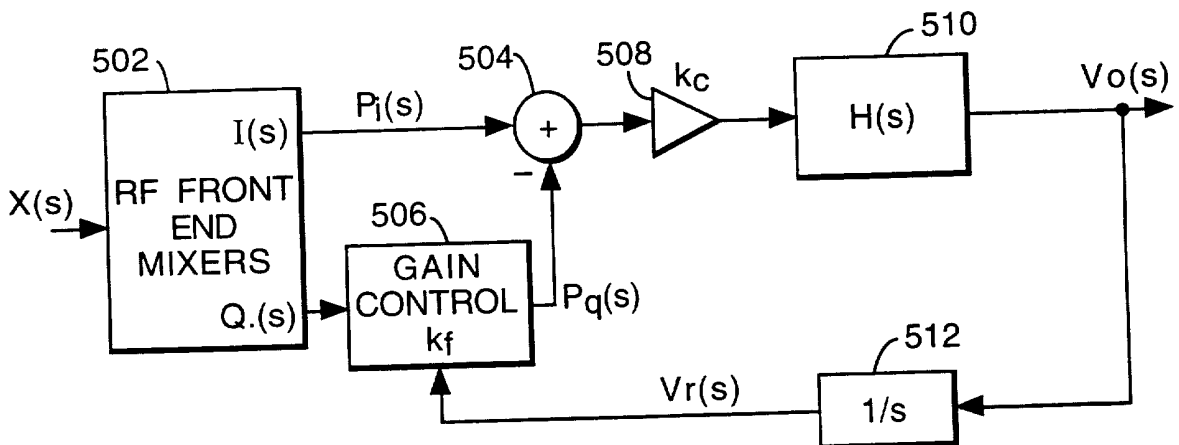 502
504
508
510
kc
Vo(s)
Pi(s)
I(s)
+
H(s)
–
X(s)
RF FRONT
END
MIXERS
506
GAIN
CONTROL
kf
Pq(s)
Q.(s)
512
Vr(s)
1/s